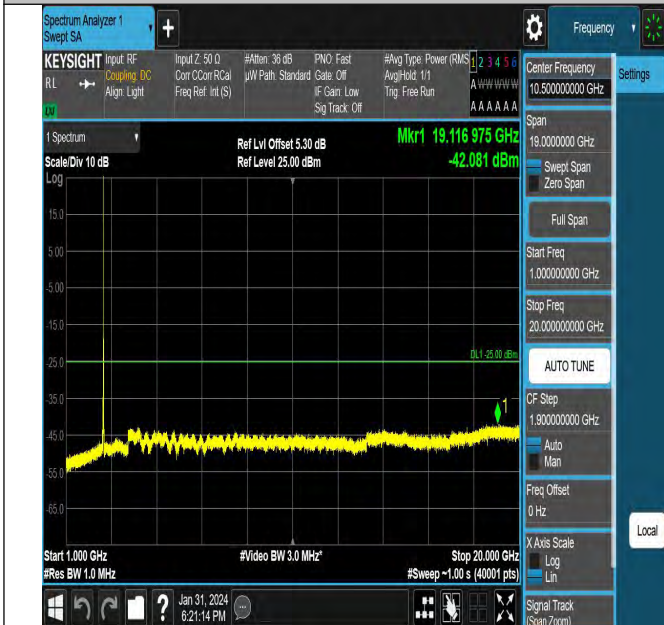 Spectrum Analyzer 1
Swept SA
Frequency
KEYSIGHT
Input: RF
Input Z: 50 Ω
#Atten: 36 dB
PNO: Fast
#Avg Type: Power (RMS
1 2 3 4 5 6
RL
Coupling: DC
Corr CCorr RCal
µW Path: Standard
Gate: Off
Avg|Hold: 1/1
A W W W W W
Align: Light
Freq Ref: Int (S)
IF Gain: Low
Trig: Free Run
Sig Track: Off
A A A A A A
1 Spectrum
Ref Lvl Offset 5.30 dB
Mkr1 19.116 975 GHz
Scale/Div 10 dB
Ref Level 25.00 dBm
-42.081 dBm
Log
15.0
5.00
-5.00
-15.0
-25.0
-35.0
-45.0
-55.0
-65.0
DL1 -25.00 dBm
1
Start 1.000 GHz
#Video BW 3.0 MHz*
Stop 20.000 GHz
#Res BW 1.0 MHz
#Sweep ~1.00 s (40001 pts)
Center Frequency
10.500000000 GHz
Settings
Span
19.0000000 GHz
Swept Span
Zero Span
Full Span
Start Freq
1.000000000 GHz
Stop Freq
20.000000000 GHz
AUTO TUNE
CF Step
1.900000000 GHz
Auto
Man
Freq Offset
0 Hz
Local
X Axis Scale
Log
Lin
Signal Track
(Span Zoom)
?
Jan 31, 2024
6:21:14 PM